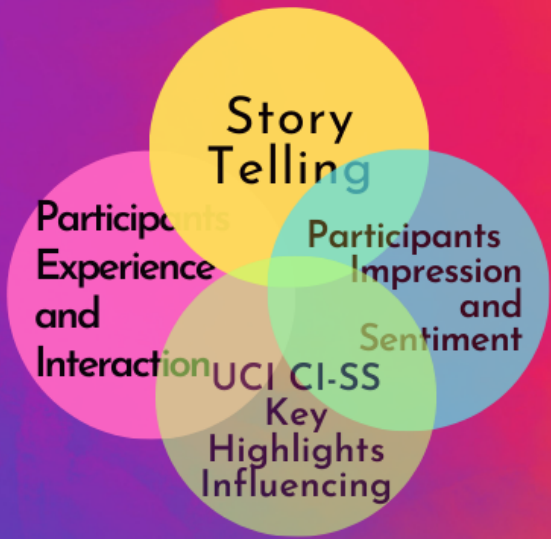 Story
Telling
Participants
Experience
and
Interaction
Participants
Impression
and
Sentiment
UCI CI-SS
Key
Highlights
Influencing